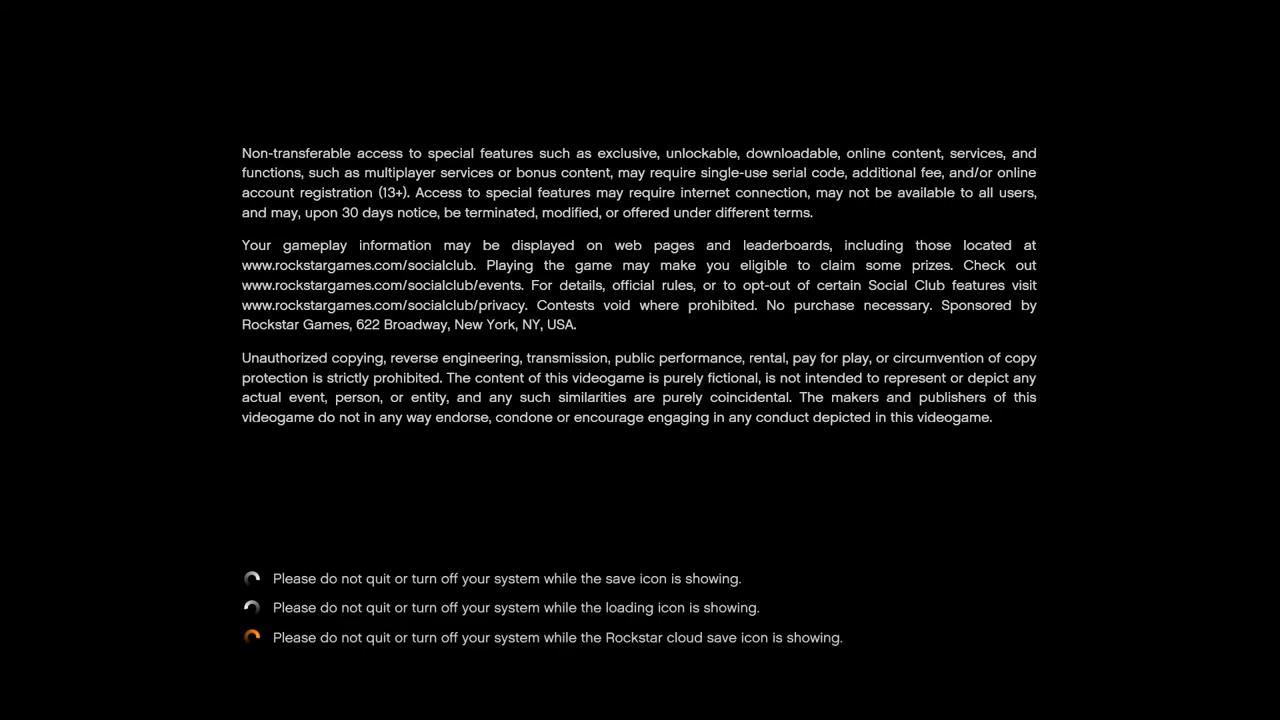 Non-transferable access to special features such as exclusive, unlockable, downloadable, online content, services, and
functions, such as multiplayer services or bonus content, may require single-use serial code, additional fee, and/or online
account registration (13+). Access to special features may require internet connection, may not be available to all users,
and may, upon 30 days notice, be terminated, modified, or offered under different terms.
Your gameplay information may be displayed on web pages and leaderboards, including those located at
www.rockstargames.com/socialclub. Playing the game may make you eligible to claim some prizes. Check out
www.rockstargames.com/socialclub/events. For details, official rules, or to opt-out of certain Social Club features visit
www.rockstargames.com/socialclub/privacy. Contests void where prohibited. No purchase necessary. Sponsored by
Rockstar Games, 622 Broadway, New York, NY, USA.
Unauthorized copying, reverse engineering, transmission, public performance, rental, pay for play, or circumvention of copy
protection is strictly prohibited. The content of this videogame is purely fictional, is not intended to represent or depict any
actual event, person, or entity, and any such similarities are purely coincidental. The makers and publishers of this
videogame do not in any way endorse, condone or encourage engaging in any conduct depicted in this videogame.
Please do not quit or turn off your system while the save icon is showing.
Please do not quit or turn off your system while the loading icon is showing.
Please do not quit or turn off your system while the Rockstar cloud save icon is showing.